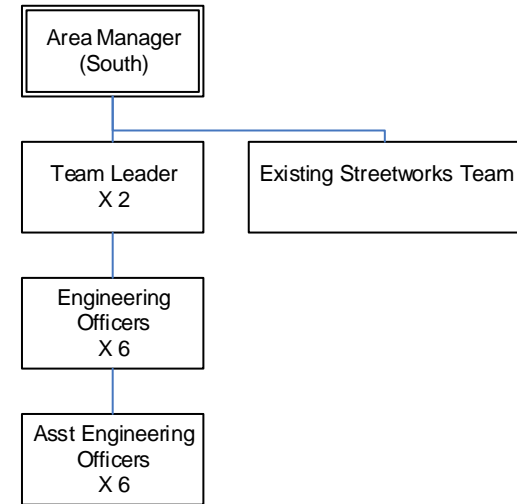 Area Manager
(South)
Team Leader
X 2
Existing Streetworks Team
Engineering
Officers
X 6
Asst Engineering
Officers
X 6